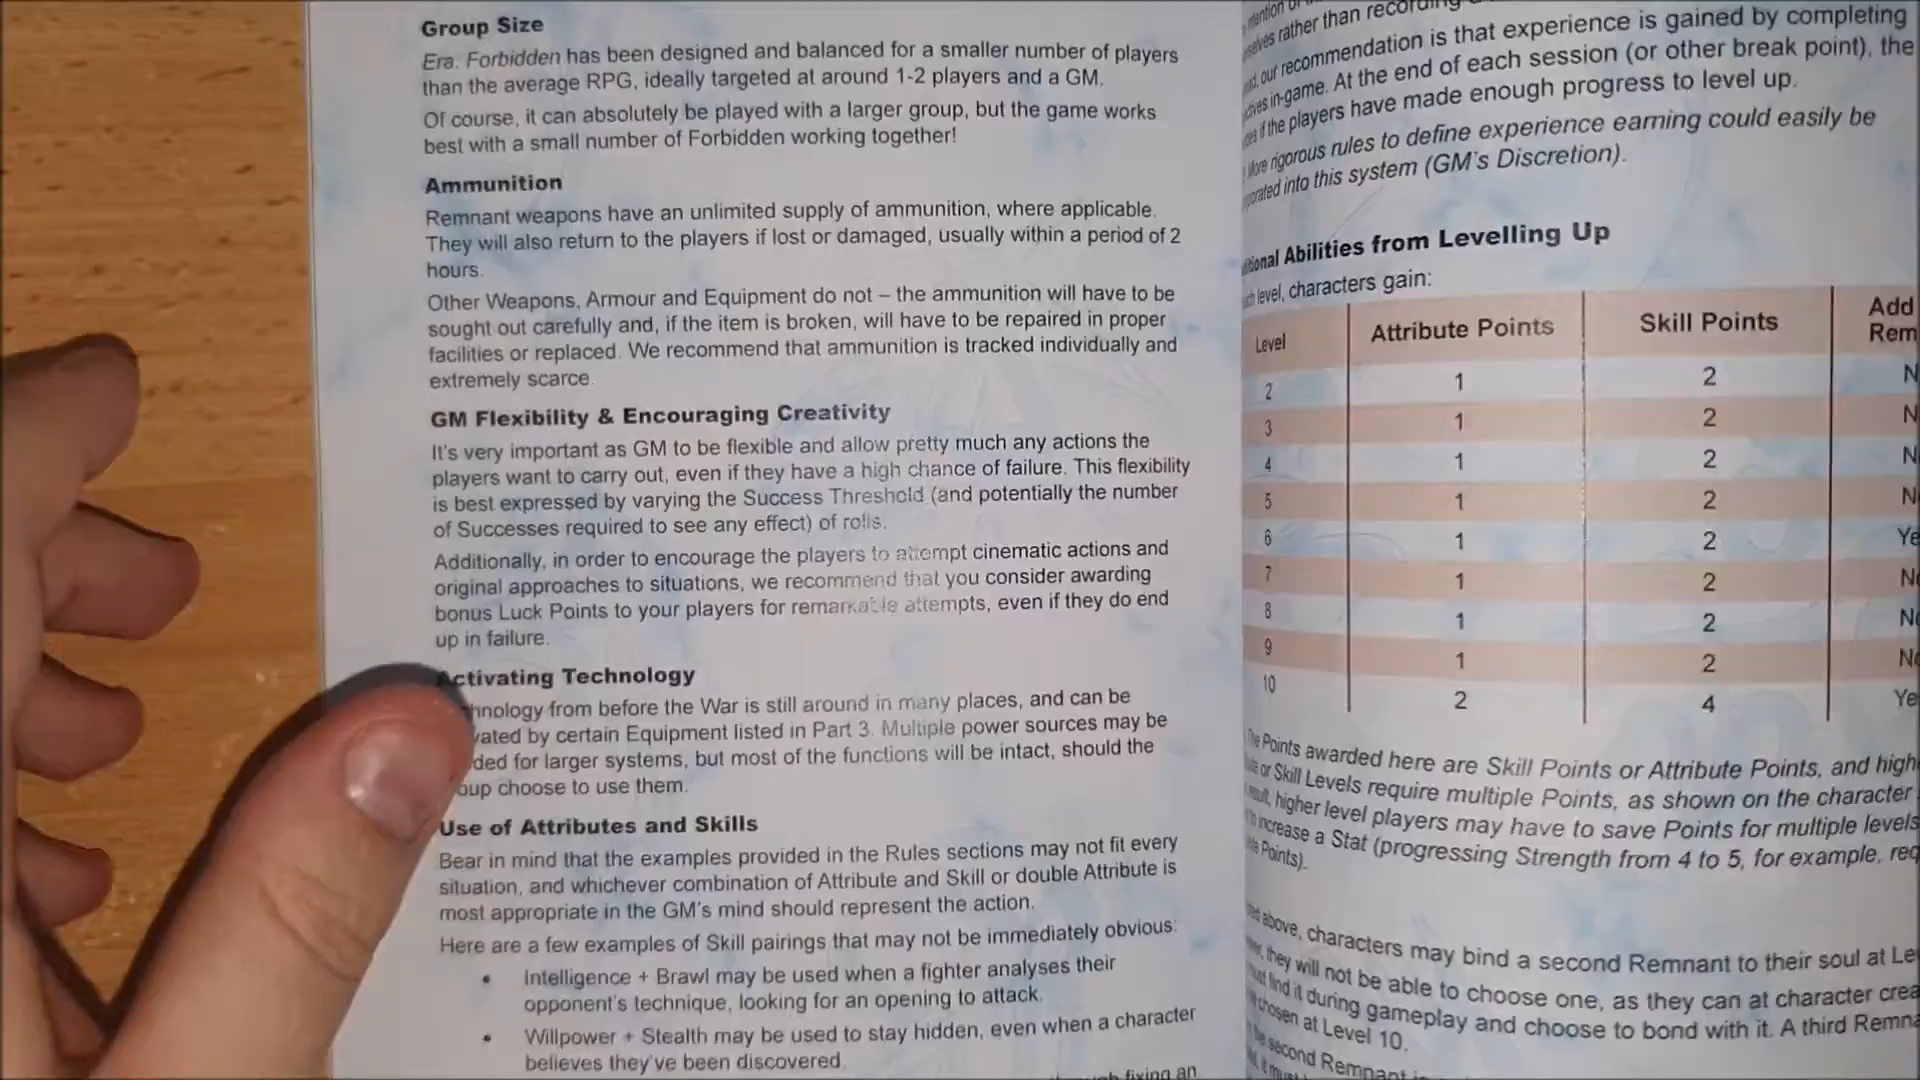 Group Size
Era: Forbidden has been designed and balanced for a smaller number of players
than the average RPG, ideally targeted at around 1-2 players and a GM.
Of course, it can absolutely be played with a larger group, but the game works
best with a small number of Forbidden working together!
Ammunition
Remnant weapons have an unlimited supply of ammunition, where applicable.
They will also return to the players if lost or damaged, usually within a period of 2
hours.
Other Weapons, Armour and Equipment do not – the ammunition will have to be
sought out carefully and, if the item is broken, will have to be repaired in proper
facilities or replaced. We recommend that ammunition is tracked individually and
extremely scarce.
GM Flexibility & Encouraging Creativity
It's very important as GM to be flexible and allow pretty much any actions the
players want to carry out, even if they have a high chance of failure. This flexibility
is best expressed by varying the Success Threshold (and potentially the number
of Successes required to see any effect) of rolls.
Additionally, in order to encourage the players to attempt cinematic actions and
original approaches to situations, we recommend that you consider awarding
bonus Luck Points to your players for remarkable attempts, even if they do end
up in failure.
Activating Technology
hnology from before the War is still around in many places, and can be
vated by certain Equipment listed in Part 3. Multiple power sources may be
ded for larger systems, but most of the functions will be intact, should the
oup choose to use them.
Use of Attributes and Skills
Bear in mind that the examples provided in the Rules sections may not fit every
situation, and whichever combination of Attribute and Skill or double Attribute is
most appropriate in the GM's mind should represent the action.
Here are a few examples of Skill pairings that may not be immediately obvious:
• Intelligence + Brawl may be used when a fighter analyses their
opponent's technique, looking for an opening to attack.
• Willpower + Stealth may be used to stay hidden, even when a character
believes they've been discovered.
fixing an
rather than recording
our recommendation is that experience is gained by completing
in-game. At the end of each session (or other break point), the
if the players have made enough progress to level up.
More rigorous rules to define experience earning could easily be
into this system (GM's Discretion).
Abilities from Levelling Up
level, characters gain:
Level Attribute Points Skill Points Add
Rem
2 1 2 N
3 1 2 N
4 1 2 N
5 1 2 N
6 1 2 Ye
7 1 2 No
8 1 2 No
9 1 2 No
10 2 4 Ye
The Points awarded here are Skill Points or Attribute Points, and high
or Skill Levels require multiple Points, as shown on the character
higher level players may have to save Points for multiple levels
increase a Stat (progressing Strength from 4 to 5, for example, req
Points).
above, characters may bind a second Remnant to their soul at Le
they will not be able to choose one, as they can at character crea
find it during gameplay and choose to bond with it. A third Remna
chosen at Level 10.
second Remnant